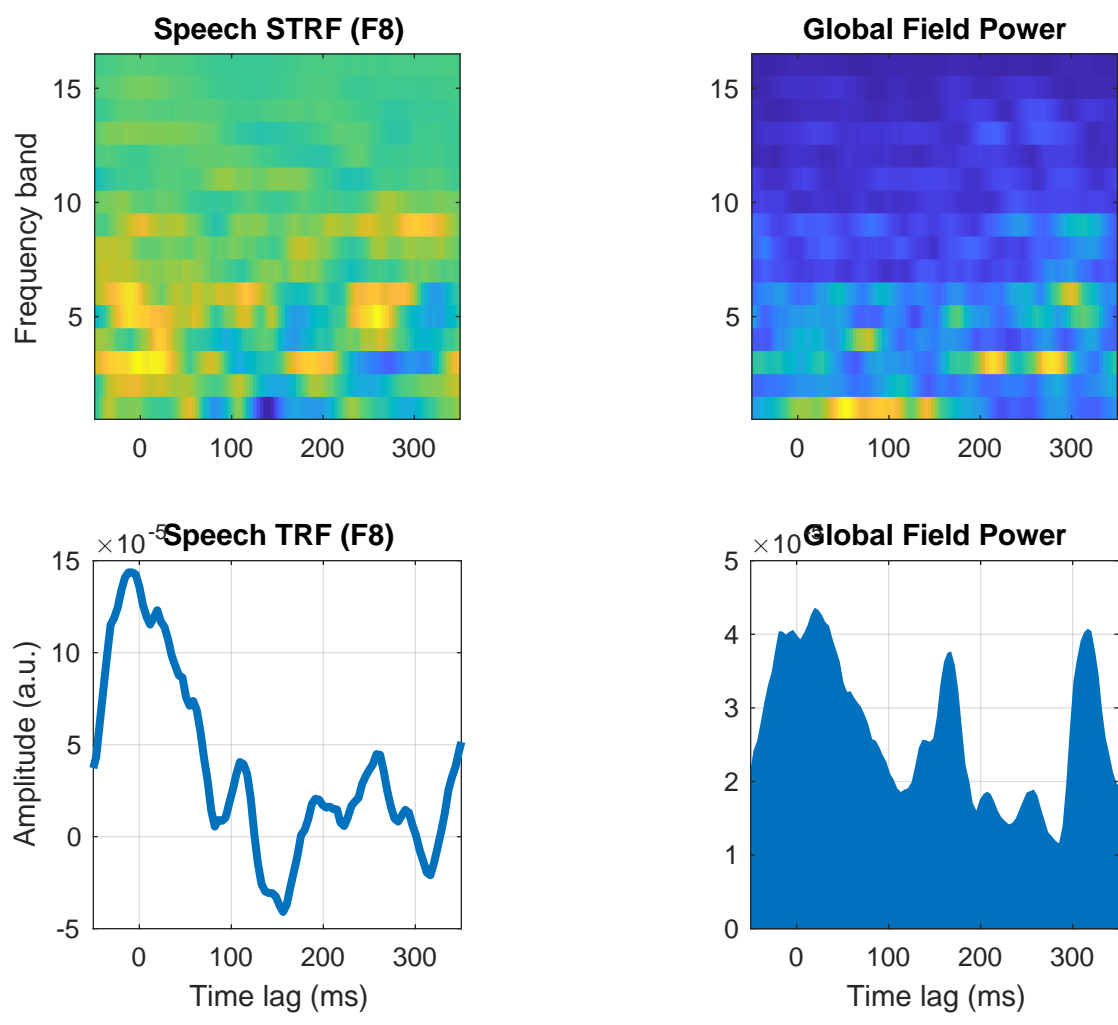 Speech STRF (F8)
Frequency band
15
10
5
0 100 200 300
Global Field Power
15
10
5
0 100 200 300
×10-5
Speech TRF (F8)
Amplitude (a.u.)
15
10
5
0
-5
0 100 200 300
Time lag (ms)
×10-5
Global Field Power
5
4
3
2
1
0
0 100 200 300
Time lag (ms)